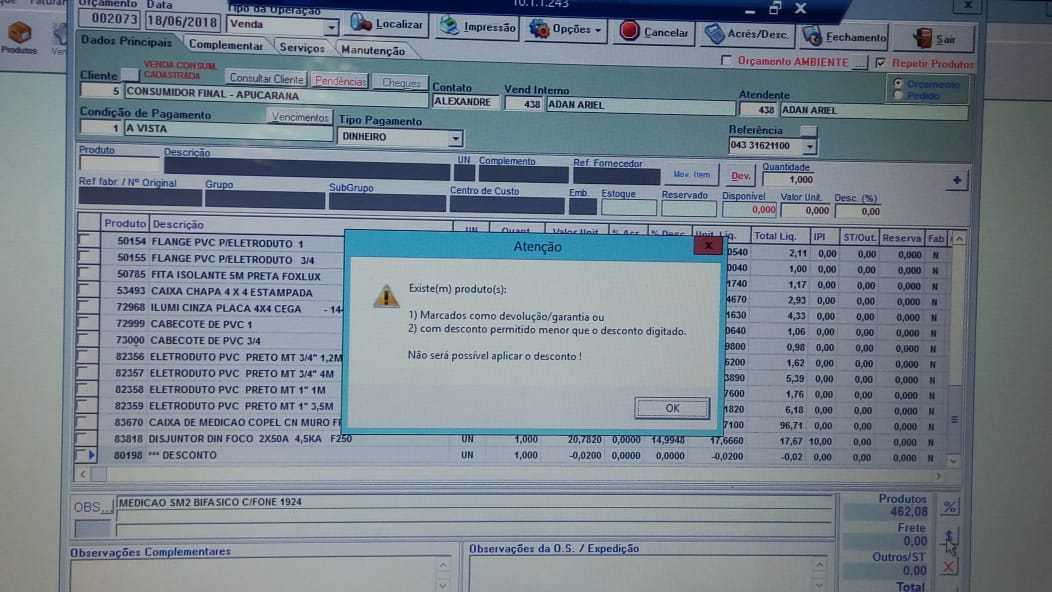 10.1.1.243
Orçamento Data Tipo da Operação
002073 18/06/2018 Venda
Localizar Impressão Opções Cancelar Acrés/Desc. Fechamento Sair
Produtos
Dados Principais Complementar Serviços Manutenção
Orçamento AMBIENTE ... Repetir Produtos
VENDA CONSUM.
CADASTRADA
Cliente Consultar Cliente Pendências Cheques Contato Vend Interno Atendente
Orçamento
Pedido
5 CONSUMIDOR FINAL - APUCARANA ALEXANDRE 438 ADAN ARIEL 438 ADAN ARIEL
Condição de Pagamento Vencimentos Tipo Pagamento Referência
1 A VISTA DINHEIRO 043 31621100
Produto Descrição UN Complemento Ref. Fornecedor Mov. Item Dev. Quantidade
1,000
Ref fabr. / Nº Original Grupo SubGrupo Centro de Custo Emb. Estoque Reservado Disponível Valor Unit. Desc. (%)
0,000 0,000 0,00
Produto Descrição UN Quant. Valor Unit. % Acr. % Desc. Unit. Liq. Total Liq. IPI ST/Out. Reserva Fab
50154 FLANGE PVC P/ELETRODUTO 1 0540 2,11 0,00 0,00 0,000 N
50155 FLANGE PVC P/ELETRODUTO 3/4 0040 1,00 0,00 0,00 0,000 N
50785 FITA ISOLANTE 5M PRETA FOXLUX 1740 1,17 0,00 0,00 0,000 N
53493 CAIXA CHAPA 4 X 4 ESTAMPADA 4670 2,93 0,00 0,00 0,000 N
72968 ILUMI CINZA PLACA 4X4 CEGA - 144 1630 4,33 0,00 0,00 0,000 N
72999 CABECOTE DE PVC 1 0640 1,06 0,00 0,00 0,000 N
73000 CABECOTE DE PVC 3/4 9800 0,98 0,00 0,00 0,000 N
82356 ELETRODUTO PVC PRETO MT 3/4" 1,2M 6200 1,62 0,00 0,00 0,000 N
82357 ELETRODUTO PVC PRETO MT 3/4" 4M 3890 5,39 0,00 0,00 0,000 N
82358 ELETRODUTO PVC PRETO MT 1" 1M 7600 1,76 0,00 0,00 0,000 N
82359 ELETRODUTO PVC PRETO MT 1" 3,5M 1820 6,18 0,00 0,00 0,000 N
83670 CAIXA DE MEDICAO COPEL CN MURO 7100 96,71 0,00 0,00 0,000 N
83818 DISJUNTOR DIN FOCO 2X50A 4,5KA F250 UN 1,000 20,7820 0,0000 14,9948 17,6660 17,67 10,00 0,00 0,000 N
80198 *** DESCONTO UN 1,000 -0,0200 0,0000 0,0000 -0,0200 -0,02 0,00 0,00 0,000 N
Atenção
Existe(m) produto(s):
1) Marcados como devolução/garantia ou
2) com desconto permitido menor que o desconto digitado.
Não será possível aplicar o desconto !
OK
OBS... MEDICAO SM2 BIFASICO C/FONE 1924
Produtos
462,08
%
Frete
0,00
$
Outros/ST
0,00
Total
Observações Complementares Observações da O.S. / Expedição